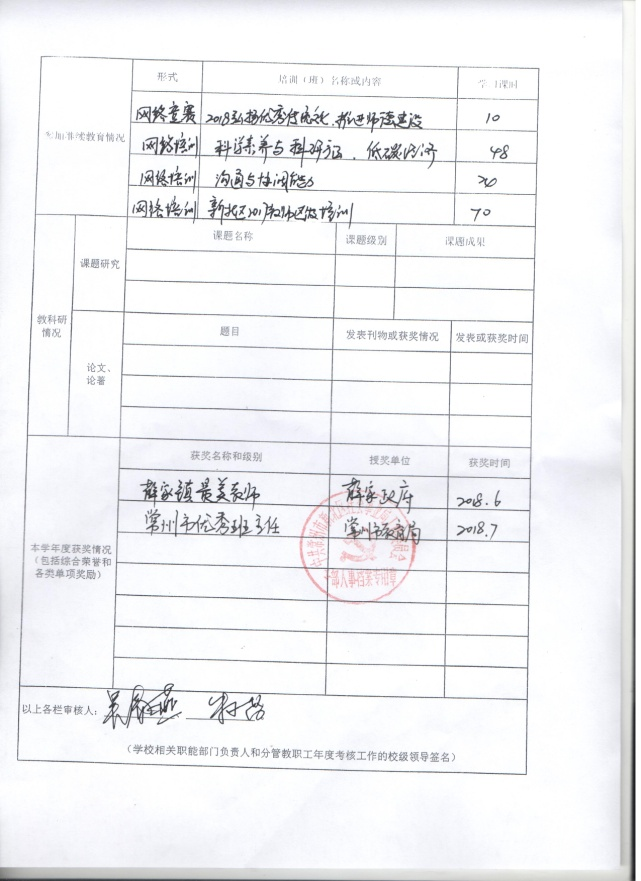 形式 培训（班）名称或内容 学习课时
参加继续教育情况
网络竞赛 2018弘扬优秀传统文化，推进师德建设 10
网络培训 科学素养与科研方法、低碳经济 48
网络培训 沟通与协调能力 20
网络培训 新北区2017教师区级培训 70
教科研情况
课题研究
课题名称 课题级别 课题成果
论文、论著
题目 发表刊物或获奖情况 发表或获奖时间
本学年度获奖情况（包括综合荣誉和各类单项奖励）
获奖名称和级别 授奖单位 获奖时间
薛家镇最美教师 薛家政府 2018.6
常州市优秀班主任 常州市教育局 2018.7
以上各栏审核人：
（学校相关职能部门负责人和分管教职工年度考核工作的校级领导签名）